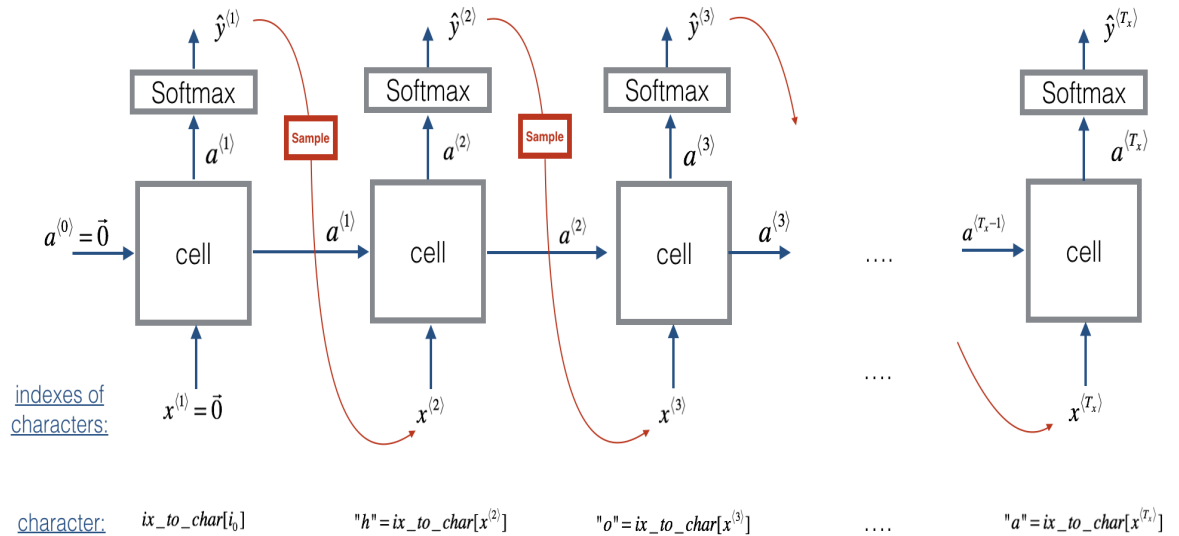 ŷ⟨1⟩ ŷ⟨2⟩ ŷ⟨3⟩ ŷ⟨Tₓ⟩
Softmax Softmax Softmax Softmax
Sample Sample
a⟨1⟩ a⟨2⟩ a⟨3⟩ a⟨Tₓ⟩
a⟨0⟩ = 0⃗ a⟨1⟩ a⟨2⟩ a⟨3⟩ a⟨Tₓ−1⟩
cell cell cell .... cell
....
indexes of
characters:
x⟨1⟩ = 0⃗ x⟨2⟩ x⟨3⟩ x⟨Tₓ⟩
character: ix_to_char[i₀] "h" = ix_to_char[x⟨2⟩] "o" = ix_to_char[x⟨3⟩] .... "a" = ix_to_char[x⟨Tₓ⟩]